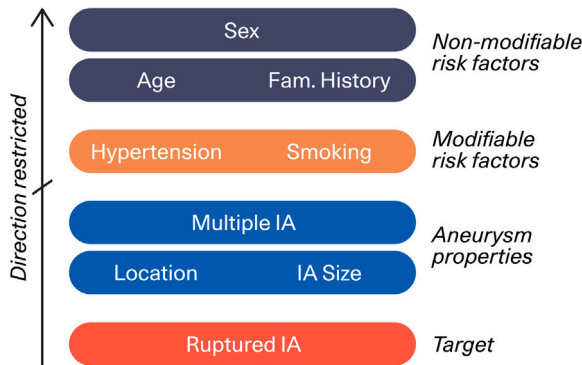 Direction restricted
Sex
Age Fam. History
Non-modifiable
risk factors
Hypertension Smoking
Modifiable
risk factors
Multiple IA
Location IA Size
Aneurysm
properties
Ruptured IA
Target